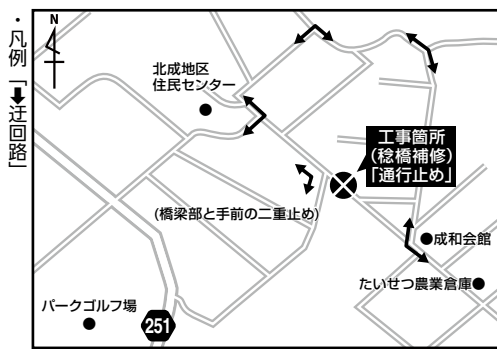 ・凡例「⬇迂回路」
N
北成地区
住民センター
工事箇所
(稔橋補修)
「通行止め」
(橋梁部と手前の二重止め)
成和会館
たいせつ農業倉庫
パークゴルフ場
251